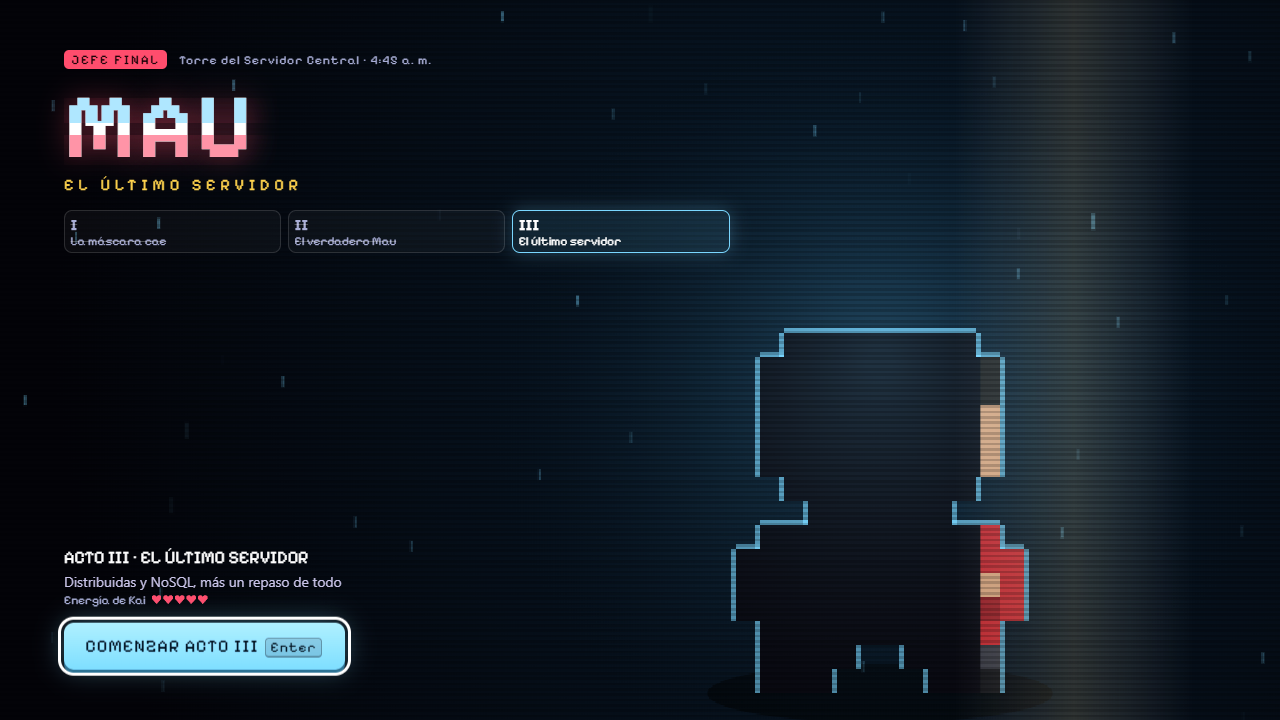 JEFE FINAL Torre del Servidor Central · 4:48 a. m.
MAU
EL ÚLTIMO SERVIDOR
I
La máscara cae
II
El verdadero Mau
III
El último servidor
ACTO III · EL ÚLTIMO SERVIDOR
Distribuidas y NoSQL, más un repaso de todo
Energía de Kai ♥♥♥♥♥
COMENZAR ACTO III Enter